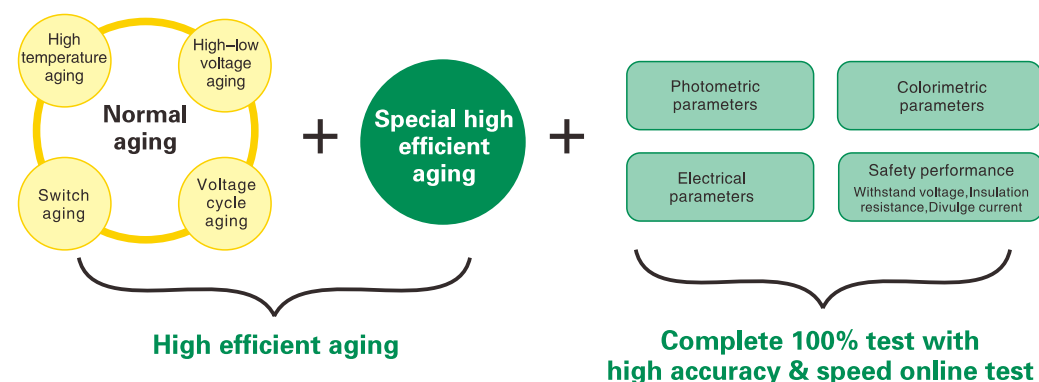 High
temperature
aging
High-low
voltage
aging
Normal
aging
Switch
aging
Voltage
cycle
aging
+
Special high
efficient
aging
+
Photometric
parameters
Colorimetric
parameters
Electrical
parameters
Safety performance
Withstand voltage,Insulation
resistance,Divulge current
High efficient aging
Complete 100% test with
high accuracy & speed online test